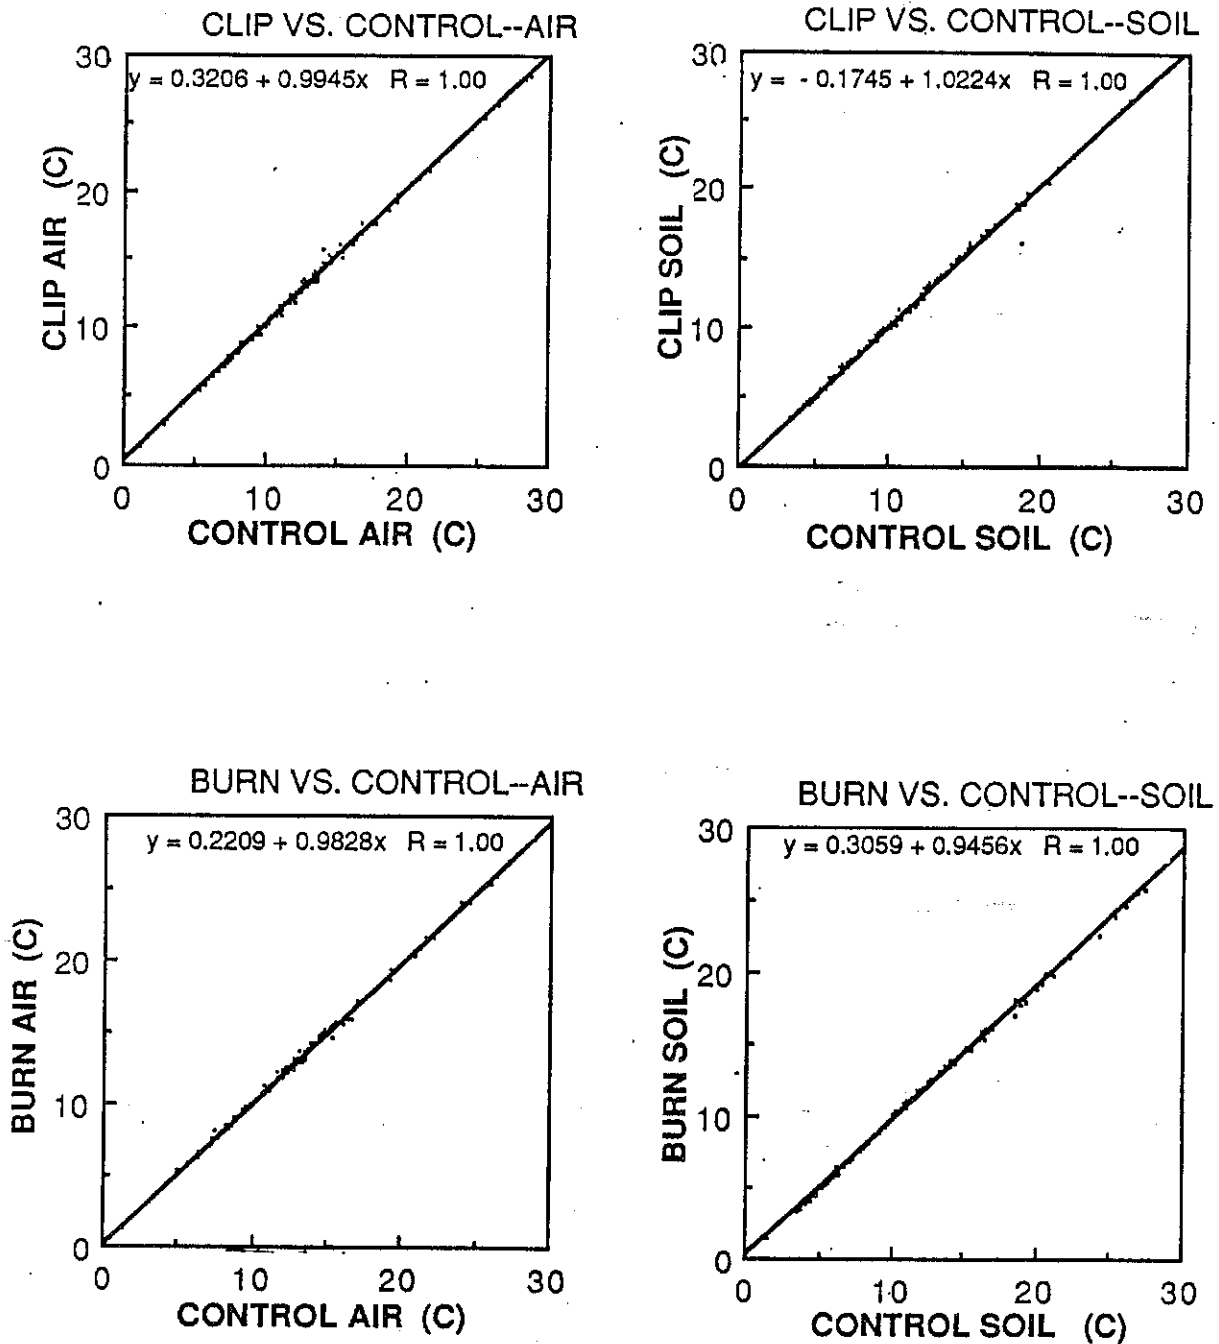 CLIP VS. CONTROL--AIR
30
y = 0.3206 + 0.9945x R = 1.00
CLIP AIR (C)
20
10
0
0 10 20 30
CONTROL AIR (C)
CLIP VS. CONTROL--SOIL
30
y = - 0.1745 + 1.0224x R = 1.00
CLIP SOIL (C)
20
10
0
0 10 20 30
CONTROL SOIL (C)
BURN VS. CONTROL--AIR
30
y = 0.2209 + 0.9828x R = 1.00
BURN AIR (C)
20
10
0
0 10 20 30
CONTROL AIR (C)
BURN VS. CONTROL--SOIL
30
y = 0.3059 + 0.9456x R = 1.00
BURN SOIL (C)
20
10
0
0 10 20 30
CONTROL SOIL (C)